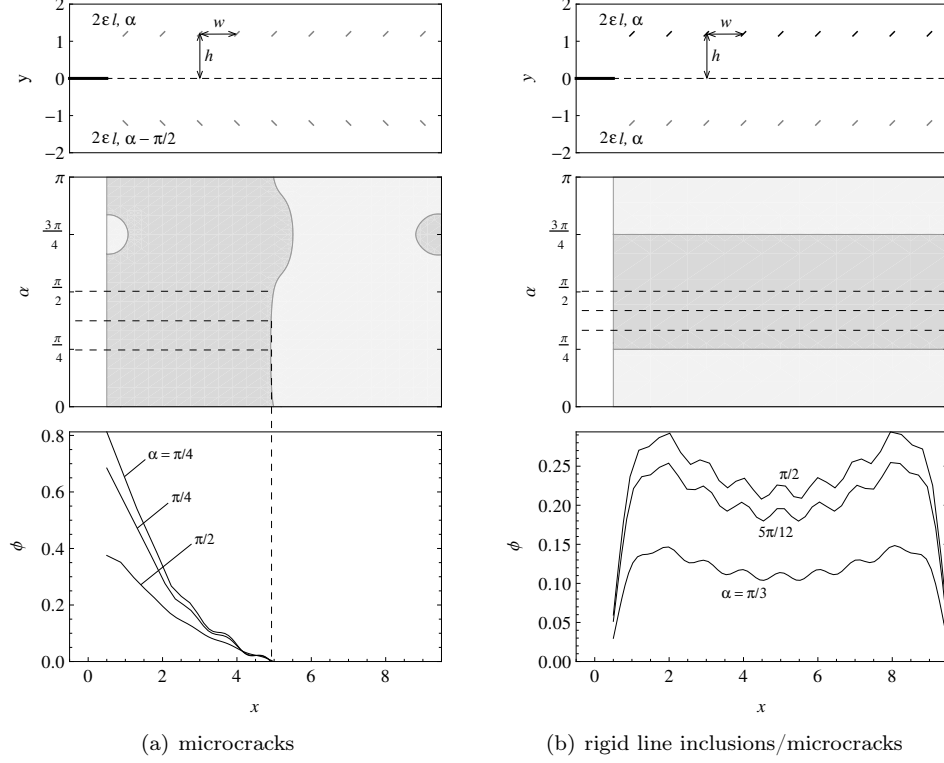 2
2εl, α
w
1
h
y
0
−1
2εl, α − π/2
−2
π
3π/4
α
π/2
π/4
0
0.8
α = π/4
0.6
π/4
π/2
ϕ
0.4
0.2
0.0
0 2 4 6 8
x
(a) microcracks
2
2εl, α
w
1
h
y
0
−1
2εl, α
−2
π
3π/4
α
π/2
π/4
0
0.25
π/2
0.20
5π/12
ϕ
0.15
0.10
α = π/3
0.05
0.00
0 2 4 6 8
x
(b) rigid line inclusions/microcracks